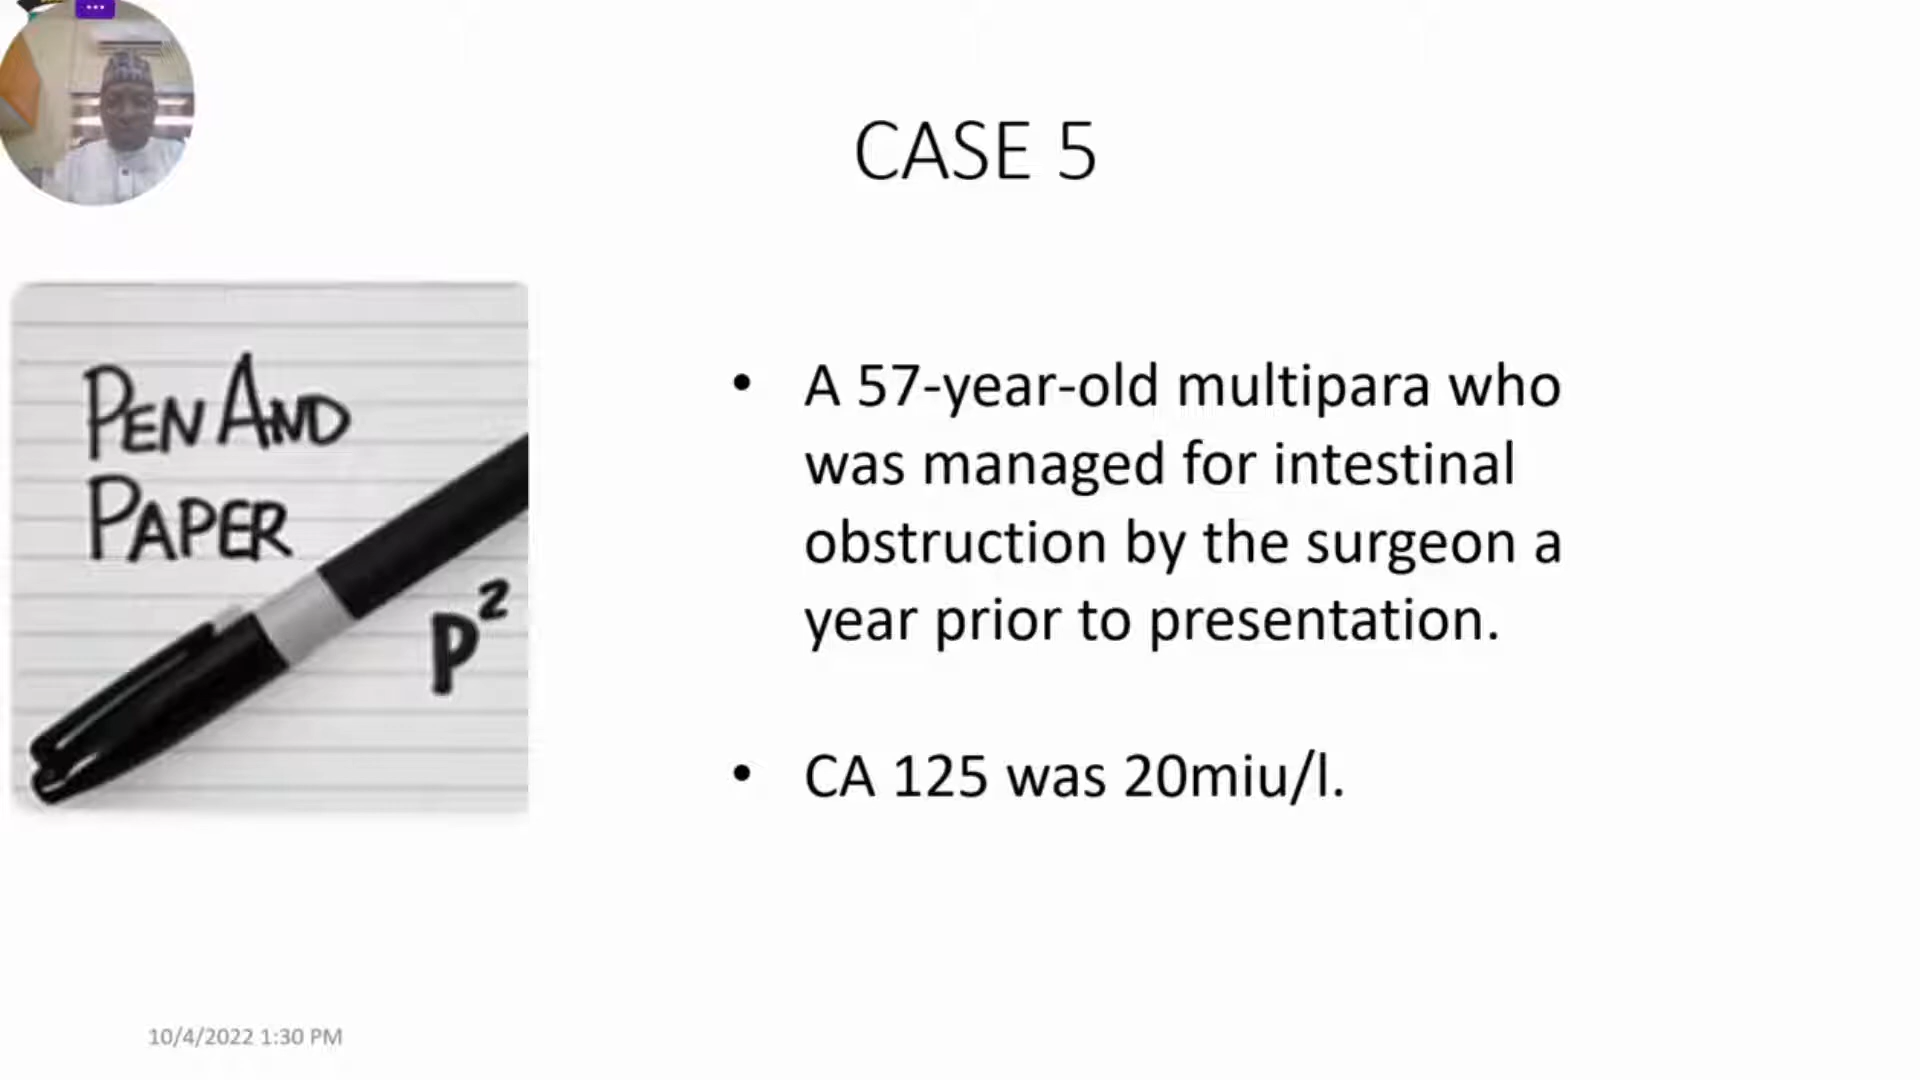 CASE 5
PEN AND
PAPER
P²
• A 57-year-old multipara who
was managed for intestinal
obstruction by the surgeon a
year prior to presentation.
• CA 125 was 20miu/l.
10/4/2022 1:30 PM